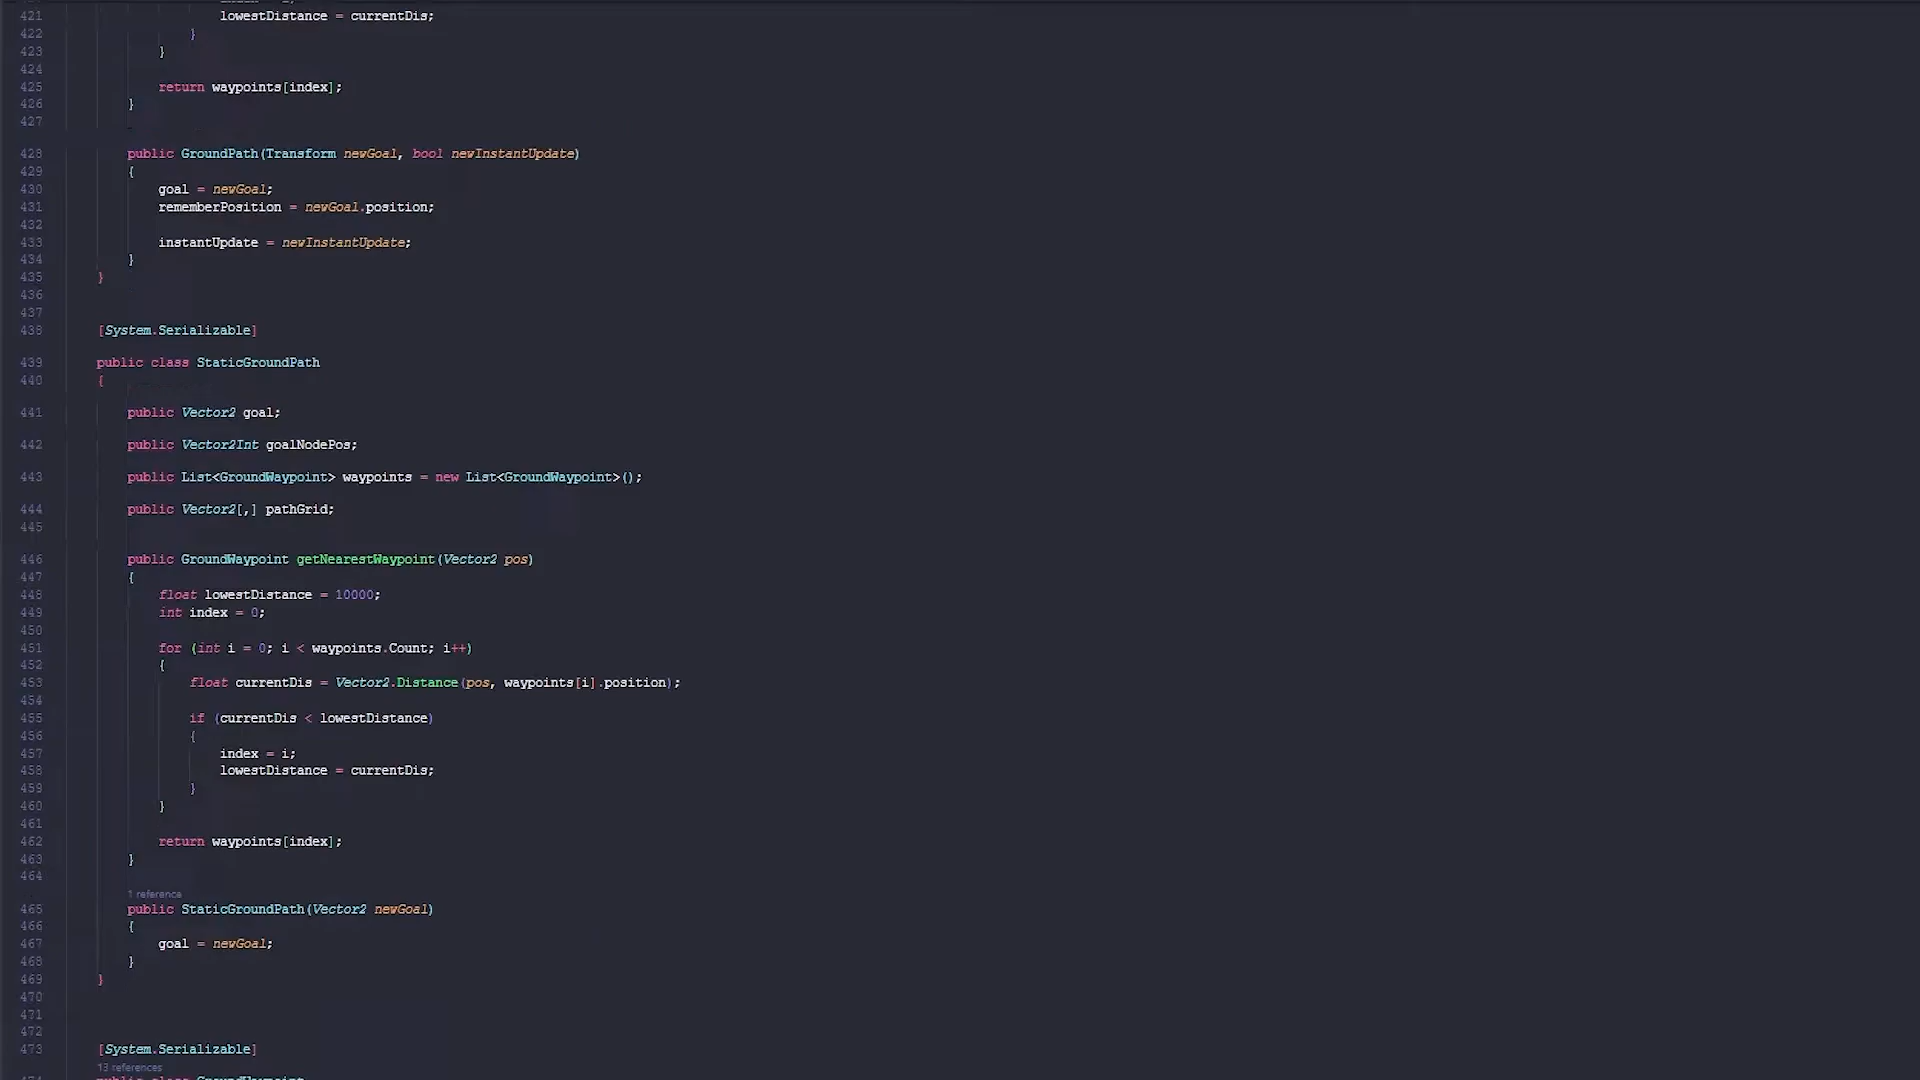 421 lowestDistance = currentDis;
422 }
423 }
424
425 return waypoints[index];
426 }
427
428 public GroundPath(Transform newGoal, bool newInstantUpdate)
429 {
430 goal = newGoal;
431 rememberPosition = newGoal.position;
432
433 instantUpdate = newInstantUpdate;
434 }
435 }
436
437
438 [System.Serializable]
439 public class StaticGroundPath
440 {
441 public Vector2 goal;
442 public Vector2Int goalNodePos;
443 public List<GroundWaypoint> waypoints = new List<GroundWaypoint>();
444 public Vector2[,] pathGrid;
445
446 public GroundWaypoint getNearestWaypoint(Vector2 pos)
447 {
448 float lowestDistance = 10000;
449 int index = 0;
450
451 for (int i = 0; i < waypoints.Count; i++)
452 {
453 float currentDis = Vector2.Distance(pos, waypoints[i].position);
454
455 if (currentDis < lowestDistance)
456 {
457 index = i;
458 lowestDistance = currentDis;
459 }
460 }
461
462 return waypoints[index];
463 }
464
1 reference
465 public StaticGroundPath(Vector2 newGoal)
466 {
467 goal = newGoal;
468 }
469 }
470
471
472
473 [System.Serializable]
13 references